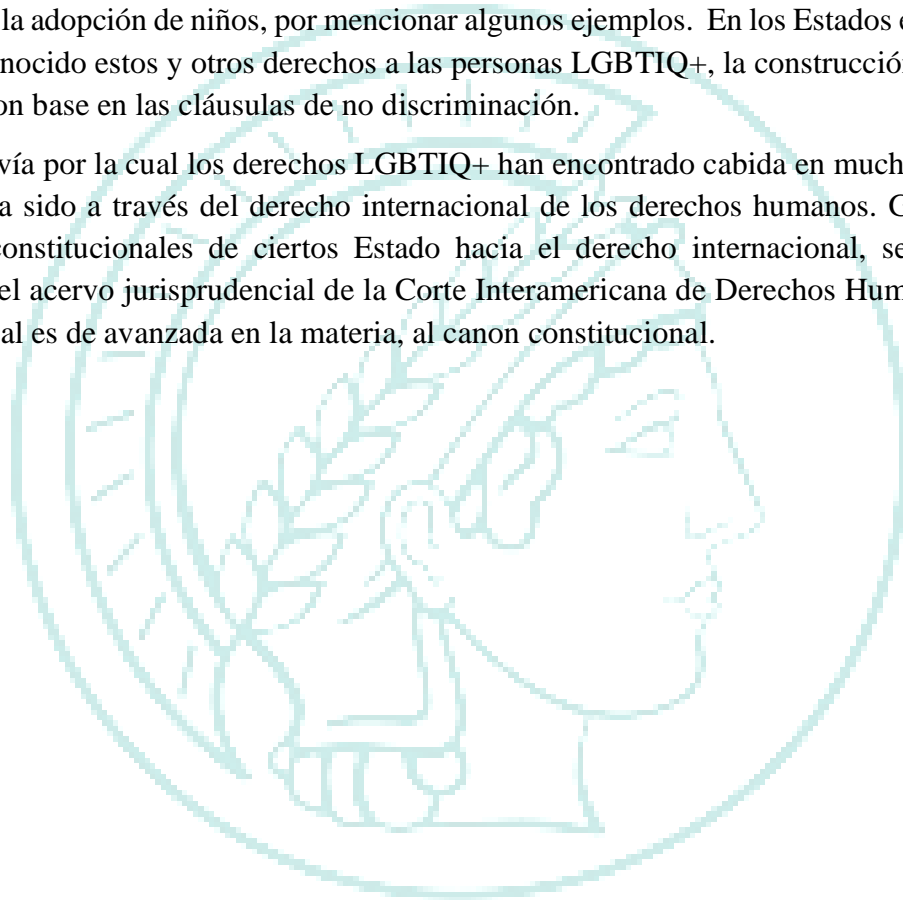 la adopción de niños, por mencionar algunos ejemplos. En los Estados
nocido estos y otros derechos a las personas LGBTIQ+, la construcción
on base en las cláusulas de no discriminación.
vía por la cual los derechos LGBTIQ+ han encontrado cabida en much
a sido a través del derecho internacional de los derechos humanos.
constitucionales de ciertos Estado hacia el derecho internacional, se
el acervo jurisprudencial de la Corte Interamericana de Derechos Hum
al es de avanzada en la materia, al canon constitucional.